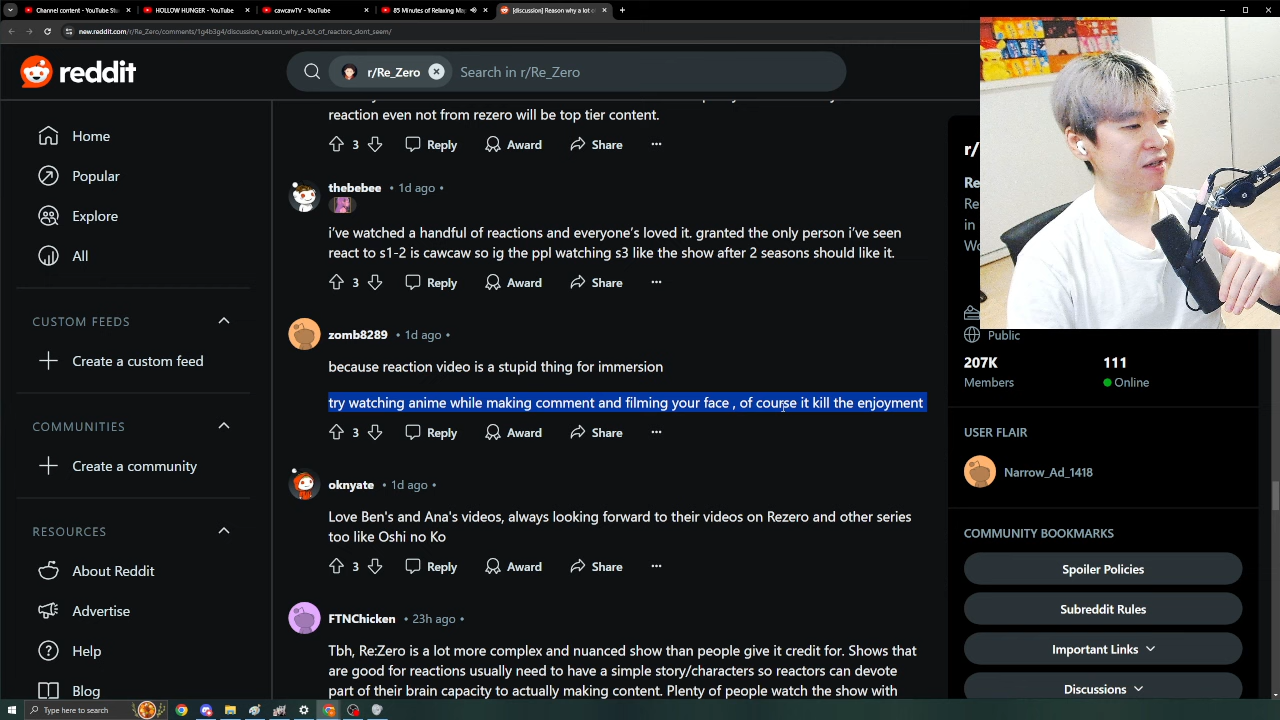 Channel content - YouTube St
HOLLOW HUNGER - YouTube
cawcawTV - YouTube
85 Minutes of Relaxing Ma
[discussion] Reason why a lot o
new.reddit.com/r/Re_Zero/comments/1g4b3g4/discussion_reason_why_a_lot_of_reactors_dont_seem/
reddit
r/Re_Zero
Search in r/Re_Zero
Home
Popular
Explore
All
CUSTOM FEEDS
Create a custom feed
COMMUNITIES
Create a community
RESOURCES
About Reddit
Advertise
Help
Blog
reaction even not from rezero will be top tier content.
3 Reply Award Share
thebebee • 1d ago •
i've watched a handful of reactions and everyone's loved it. granted the only person i've seen
react to s1-2 is cawcaw so ig the ppl watching s3 like the show after 2 seasons should like it.
3 Reply Award Share
zomb8289 • 1d ago •
because reaction video is a stupid thing for immersion
try watching anime while making comment and filming your face , of course it kill the enjoyment
3 Reply Award Share
oknyate • 1d ago •
Love Ben's and Ana's videos, always looking forward to their videos on Rezero and other series
too like Oshi no Ko
3 Reply Award Share
FTNChicken • 23h ago •
Tbh, Re:Zero is a lot more complex and nuanced show than people give it credit for. Shows that
are good for reactions usually need to have a simple story/characters so reactors can devote
part of their brain capacity to actually making content. Plenty of people watch the show with
r/
Re
Re
in
Wo
Public
207K
Members
111
Online
USER FLAIR
Narrow_Ad_1418
COMMUNITY BOOKMARKS
Spoiler Policies
Subreddit Rules
Important Links
Discussions
Type here to search